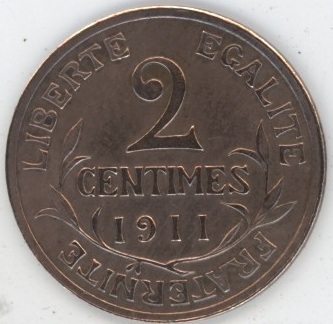 LIBERTE EGALITE
2
CENTIMES
1911
FRATERNITE